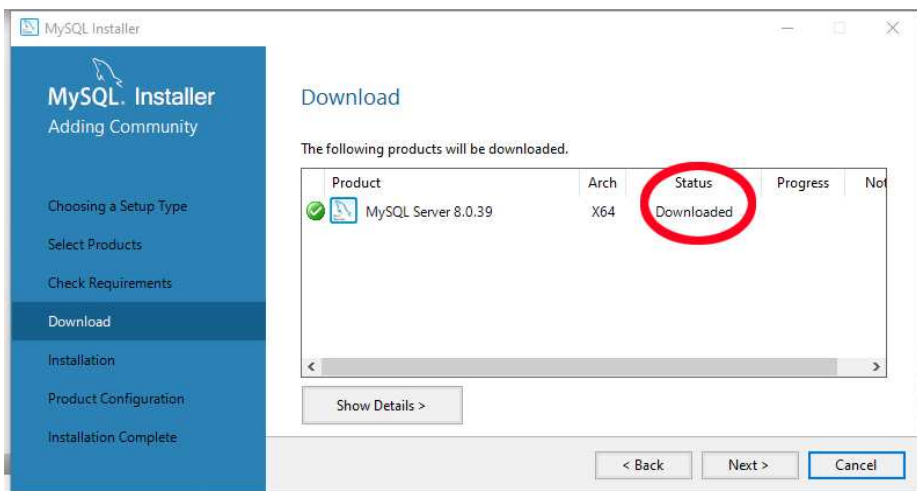 MySQL Installer
MySQL. Installer
Adding Community
Choosing a Setup Type
Select Products
Check Requirements
Download
Installation
Product Configuration
Installation Complete
Download
The following products will be downloaded.
Product Arch Status Progress Not
MySQL Server 8.0.39 X64 Downloaded
Show Details >
< Back Next > Cancel